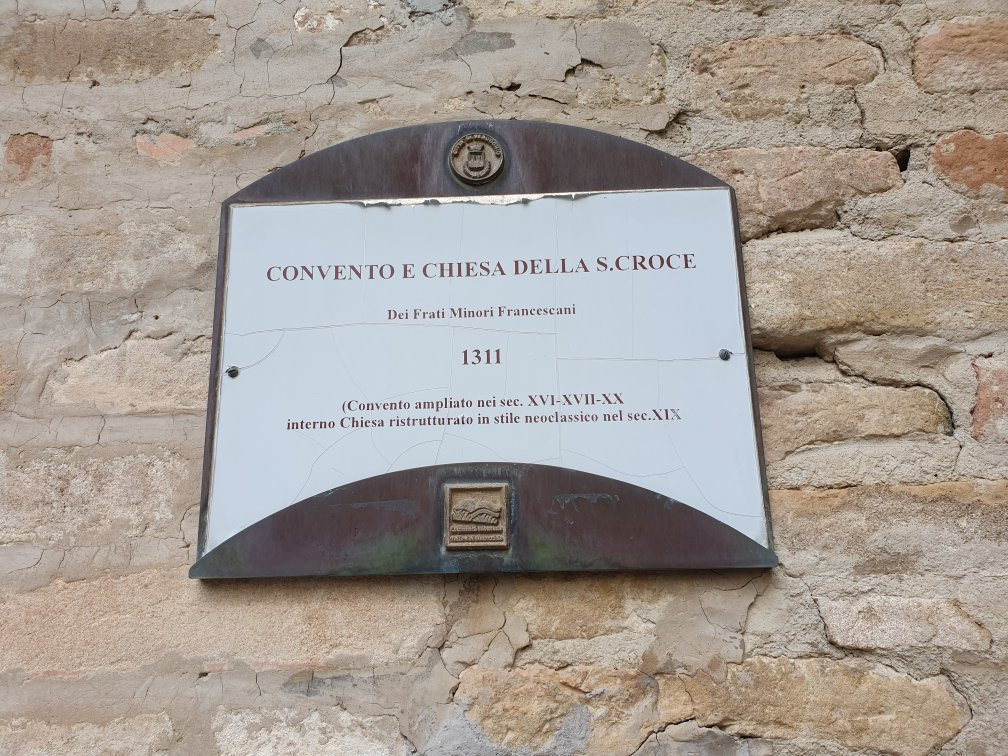 CONVENTO E CHIESA DELLA S.CROCE
Dei Frati Minori Francescani
1311
(Convento ampliato nei sec. XVI-XVII-XX
interno Chiesa ristrutturato in stile neoclassico nel sec.XIX